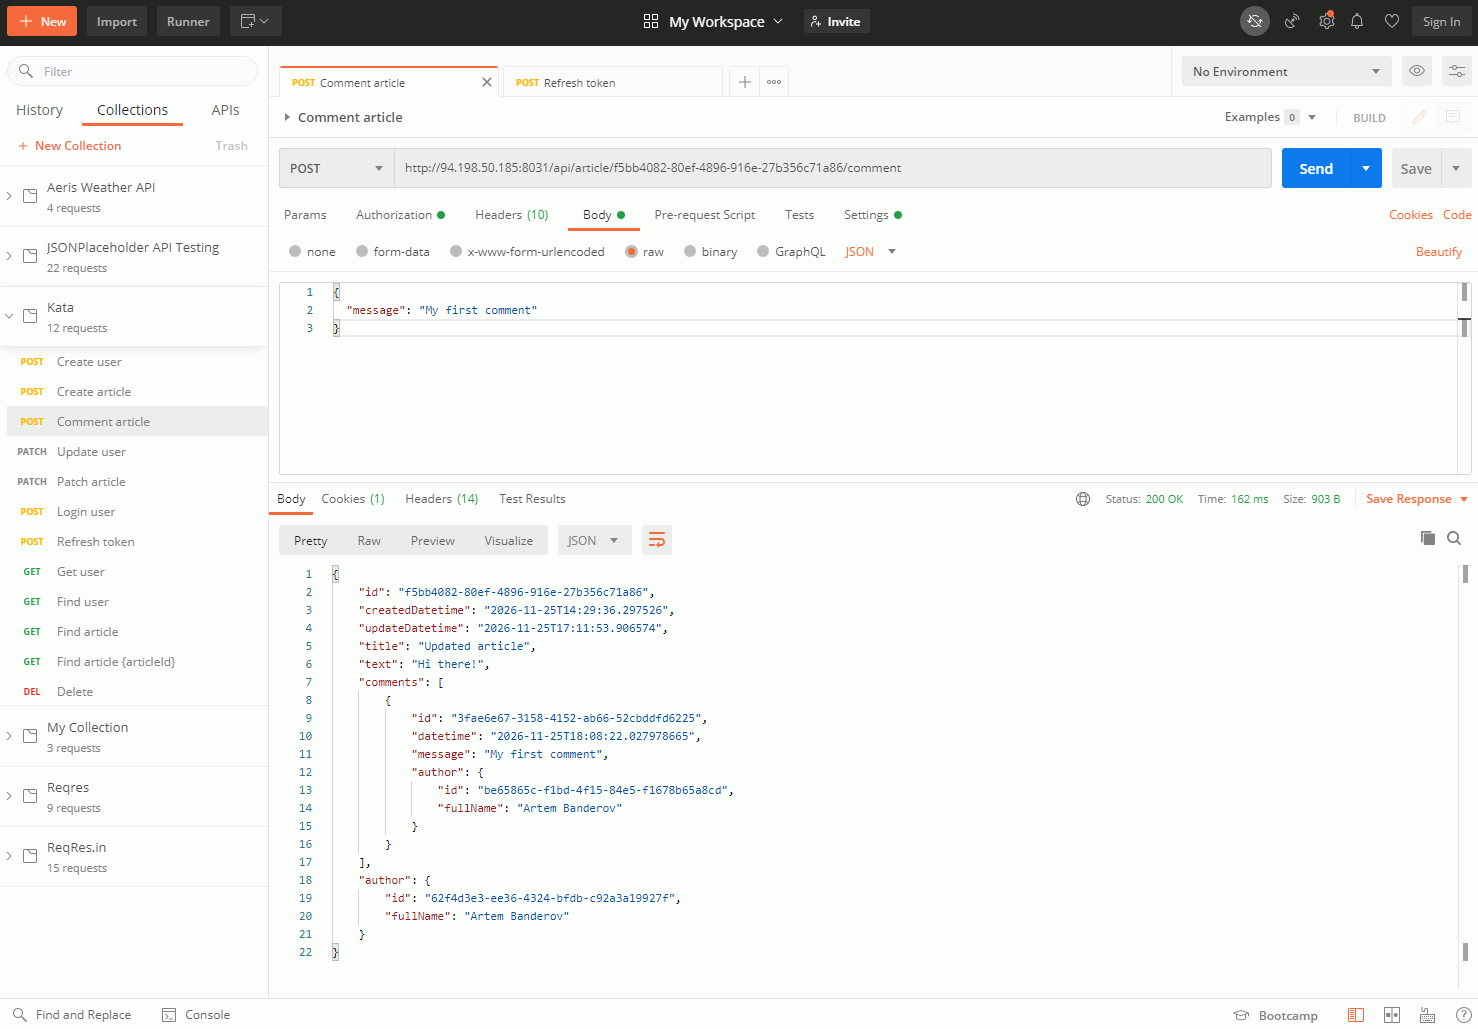 New Import Runner My Workspace Invite Sign In
Filter
History Collections APIs
New Collection Trash
Aeris Weather API
4 requests
JSONPlaceholder API Testing
22 requests
Kata
12 requests
POST Create user
POST Create article
POST Comment article
PATCH Update user
PATCH Patch article
POST Login user
POST Refresh token
GET Get user
GET Find user
GET Find article
GET Find article {articleId}
DEL Delete
My Collection
3 requests
Reqres
9 requests
ReqRes.in
15 requests
POST Comment article POST Refresh token No Environment
Comment article Examples 0 BUILD
POST http://94.198.50.185:8031/api/article/f5bb4082-80ef-4896-916e-27b356c71a86/comment Send Save
Params Authorization Headers (10) Body Pre-request Script Tests Settings Cookies Code
none form-data x-www-form-urlencoded raw binary GraphQL JSON Beautify
1 {
2 "message": "My first comment"
3 }
Body Cookies (1) Headers (14) Test Results Status: 200 OK Time: 162 ms Size: 903 B Save Response
Pretty Raw Preview Visualize JSON
1 {
2 "id": "f5bb4082-80ef-4896-916e-27b356c71a86",
3 "createdDatetime": "2026-11-25T14:29:36.297526",
4 "updateDatetime": "2026-11-25T17:11:53.906574",
5 "title": "Updated article",
6 "text": "Hi there!",
7 "comments": [
8 {
9 "id": "3fae6e67-3158-4152-ab66-52cbddfd6225",
10 "datetime": "2026-11-25T18:08:22.027978665",
11 "message": "My first comment",
12 "author": {
13 "id": "be65865c-f1bd-4f15-84e5-f1678b65a8cd",
14 "fullName": "Artem Banderov"
15 }
16 }
17 ],
18 "author": {
19 "id": "62f4d3e3-ee36-4324-bfdb-c92a3a19927f",
20 "fullName": "Artem Banderov"
21 }
22 }
Find and Replace Console Bootcamp